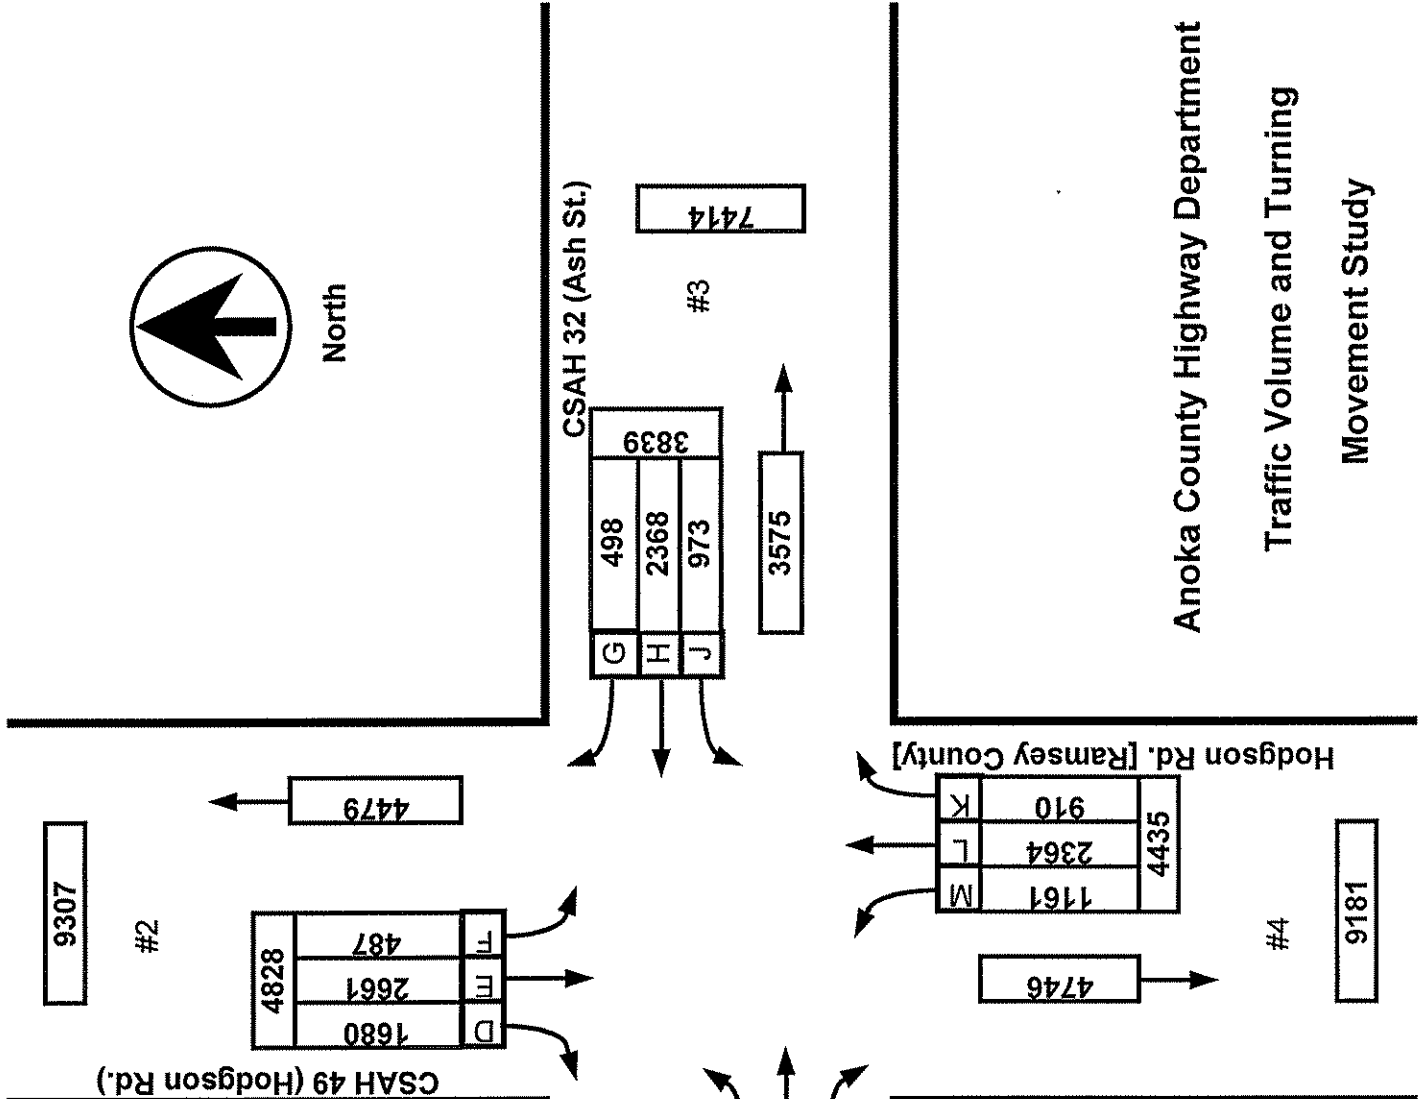 North
CSAH 32 (Ash St.)
7414
#3
3839
498
2368
973
G
H
J
3575
Anoka County Highway Department
Traffic Volume and Turning
Movement Study
9307
#2
4479
4828
487
2661
1680
F
E
D
CSAH 49 (Hodgson Rd.)
Hodgson Rd. [Ramsey County]
K
L
M
910
2364
1161
4435
4746
#4
9181